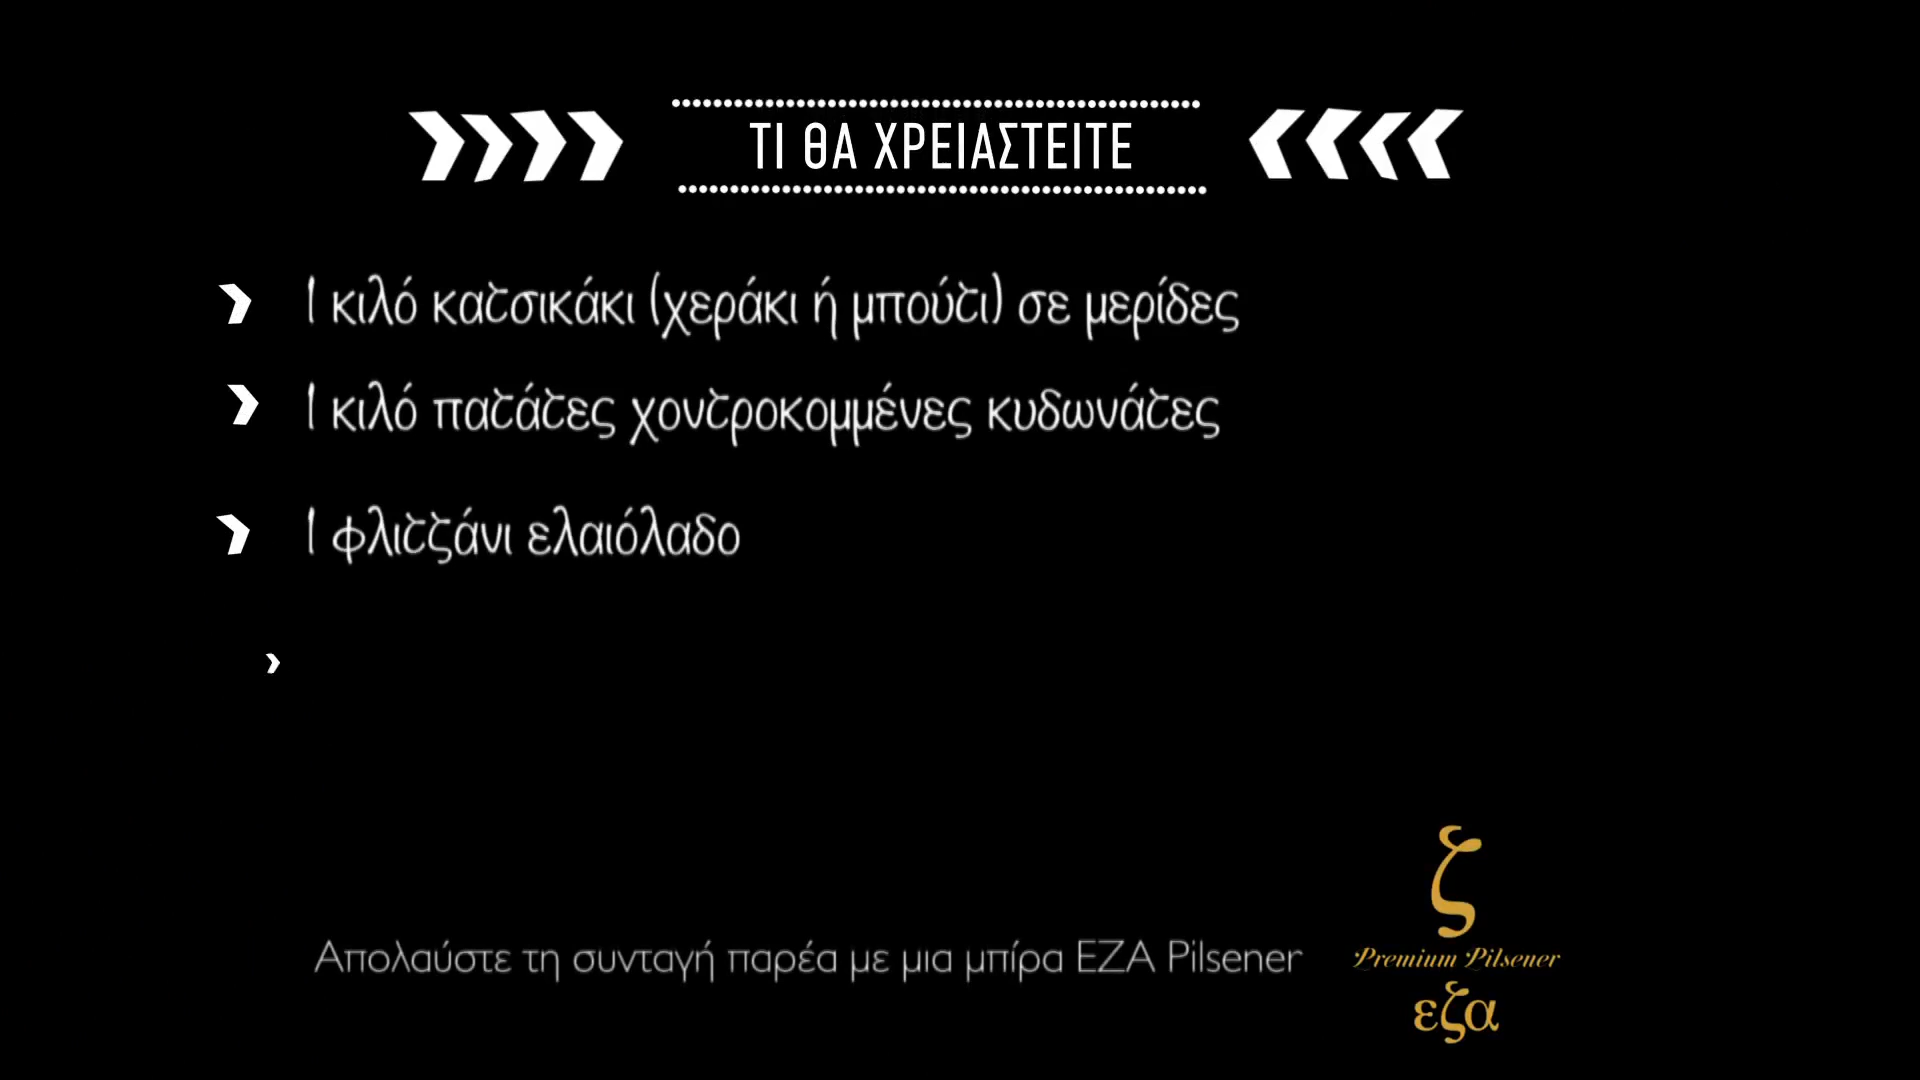 ΤΙ ΘΑ ΧΡΕΙΑΣΤΕΙΤΕ
1 κιλό κατσικάκι (χεράκι ή μπούτι) σε μερίδες
1 κιλό πατάτες χοντροκομμένες κυδωνάτες
1 φλιτζάνι ελαιόλαδο
Απολαύστε τη συνταγή παρέα με μια μπίρα EZA Pilsener
ζ
Premium Pilsener
εζα